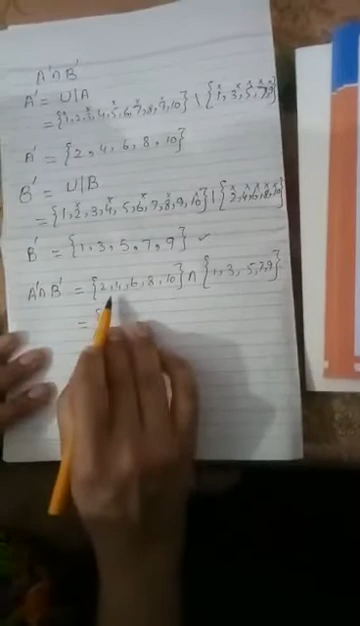 A'∩B'
A' = U|A
= {1,2,3,4,5,6,7,8,9,10} \ {1,3,5,7,9}
A' = {2,4,6,8,10}
B' = U|B
= {1,2,3,4,5,6,7,8,9,10} | {2,4,6,8,10}
B' = {1,3,5,7,9} ✓
A'∩B' = {2,4,6,8,10} ∩ {1,3,5,7,9}
= {